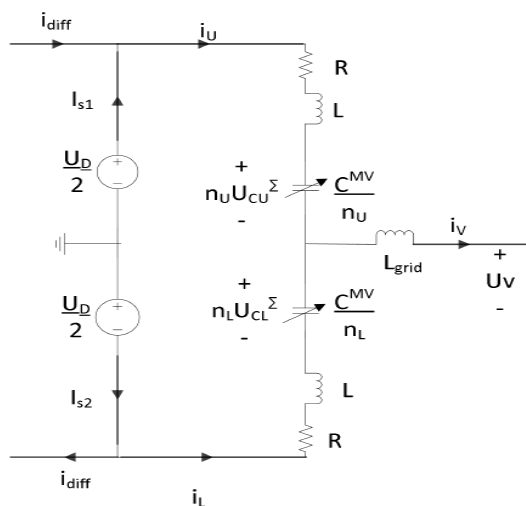 i_diff
i_U
R
I_s1
L
+
U_D
2
+
-
n_U U_CU^Σ
-
C^MV
n_U
i_V
+
L_grid
Uv
-
+
n_L U_CL^Σ
-
C^MV
n_L
+
-
U_D
2
L
I_s2
R
i_diff
i_L